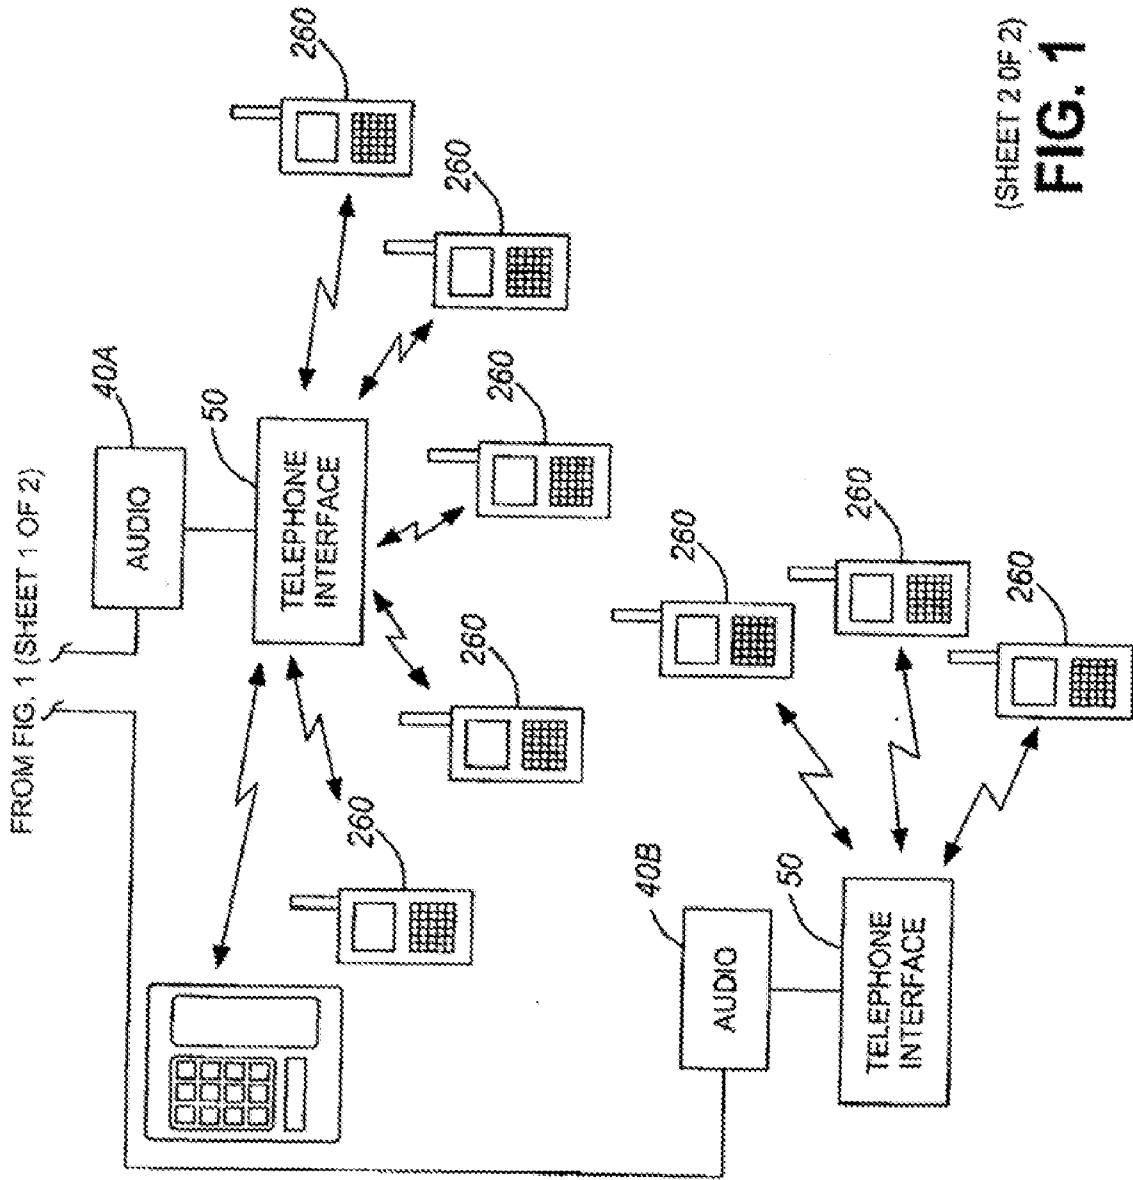 FROM FIG. 1 (SHEET 1 OF 2)
40A
AUDIO
50
TELEPHONE
INTERFACE
260
260
260
260
260
40B
AUDIO
50
TELEPHONE
INTERFACE
260
260
260
(SHEET 2 OF 2)
FIG. 1